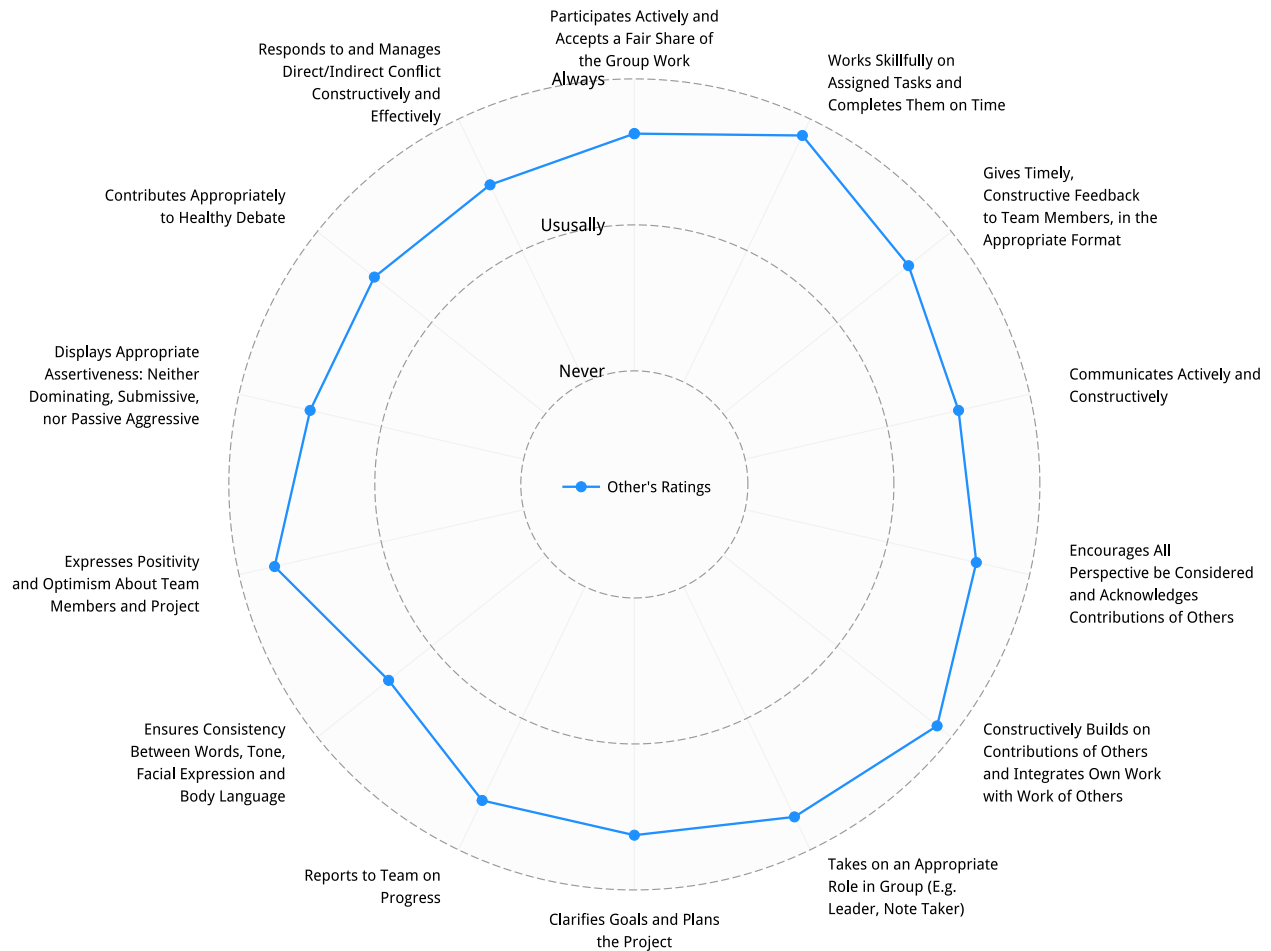 Participates Actively and
Accepts a Fair Share of
the Group Work
Always
Ususally
Never
Other's Ratings
Works Skillfully on
Assigned Tasks and
Completes Them on Time
Gives Timely,
Constructive Feedback
to Team Members, in the
Appropriate Format
Communicates Actively and
Constructively
Encourages All
Perspective be Considered
and Acknowledges
Contributions of Others
Constructively Builds on
Contributions of Others
and Integrates Own Work
with Work of Others
Takes on an Appropriate
Role in Group (E.g.
Leader, Note Taker)
Clarifies Goals and Plans
the Project
Reports to Team on
Progress
Ensures Consistency
Between Words, Tone,
Facial Expression and
Body Language
Expresses Positivity
and Optimism About Team
Members and Project
Displays Appropriate
Assertiveness: Neither
Dominating, Submissive,
nor Passive Aggressive
Contributes Appropriately
to Healthy Debate
Responds to and Manages
Direct/Indirect Conflict
Constructively and
Effectively